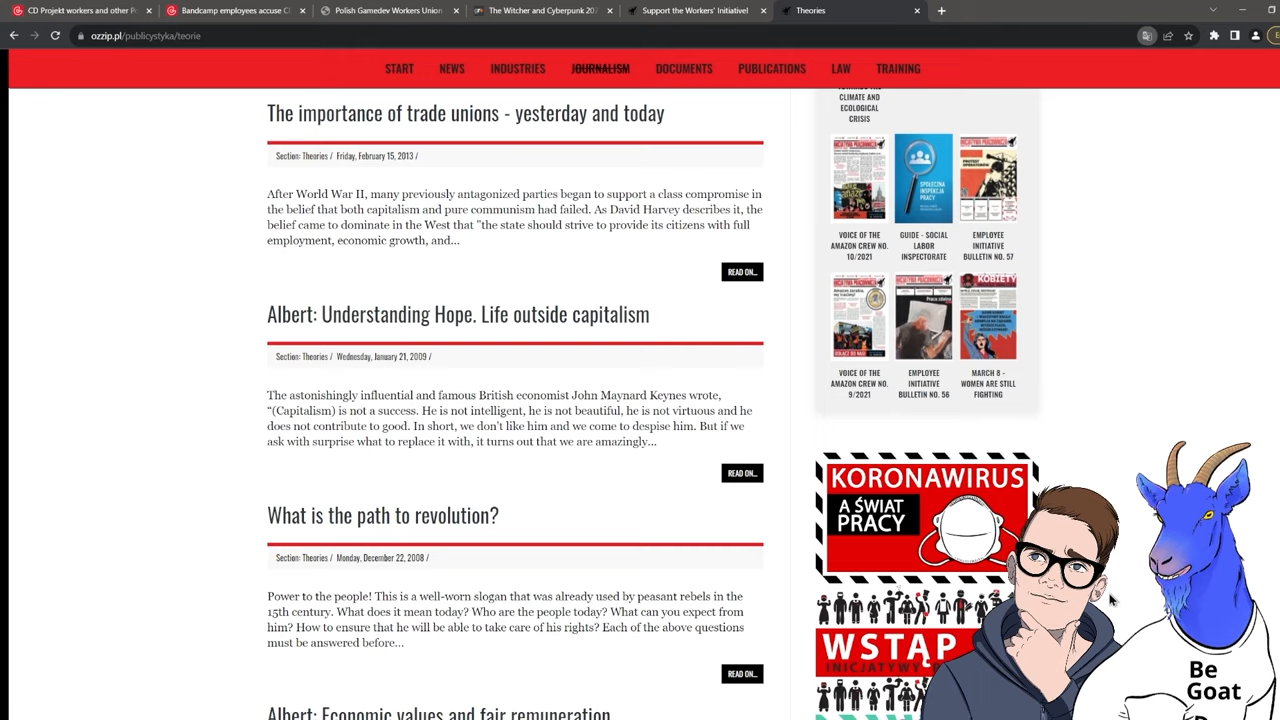 CD Projekt workers and other Po
Bandcamp employees accuse CE
Polish Gamedev Workers Union
The Witcher and Cyberpunk 207
Support the Workers' Initiative!
Theories
ozzip.pl/publicystyka/teorie
START
NEWS
INDUSTRIES
JOURNALISM
DOCUMENTS
PUBLICATIONS
LAW
TRAINING
The importance of trade unions - yesterday and today
Section: Theories / Friday, February 15, 2013 /
After World War II, many previously antagonized parties began to support a class compromise in
the belief that both capitalism and pure communism had failed. As David Harvey describes it, the
belief came to dominate in the West that "the state should strive to provide its citizens with full
employment, economic growth, and...
READ ON...
Albert: Understanding Hope. Life outside capitalism
Section: Theories / Wednesday, January 21, 2009 /
The astonishingly influential and famous British economist John Maynard Keynes wrote,
“(Capitalism) is not a success. He is not intelligent, he is not beautiful, he is not virtuous and he
does not contribute to good. In short, we don't like him and we come to despise him. But if we
ask with surprise what to replace it with, it turns out that we are amazingly...
READ ON...
What is the path to revolution?
Section: Theories / Monday, December 22, 2008 /
Power to the people! This is a well-worn slogan that was already used by peasant rebels in the
15th century. What does it mean today? Who are the people today? What can you expect from
him? How to ensure that he will be able to take care of his rights? Each of the above questions
must be answered before...
READ ON...
Albert: Economic values and fair remuneration
CLIMATE AND
ECOLOGICAL
CRISIS
SPOŁECZNA
INSPEKCJA
PRACY
VOICE OF THE
AMAZON CREW NO.
10/2021
GUIDE - SOCIAL
LABOR
INSPECTORATE
EMPLOYEE
INITIATIVE
BULLETIN NO. 57
KOBIETY
VOICE OF THE
AMAZON CREW NO.
9/2021
EMPLOYEE
INITIATIVE
BULLETIN NO. 56
MARCH 8 -
WOMEN ARE STILL
FIGHTING
KORONAWIRUS
A ŚWIAT
PRACY
WSTĄP
INICJATYWY
Be
Goat